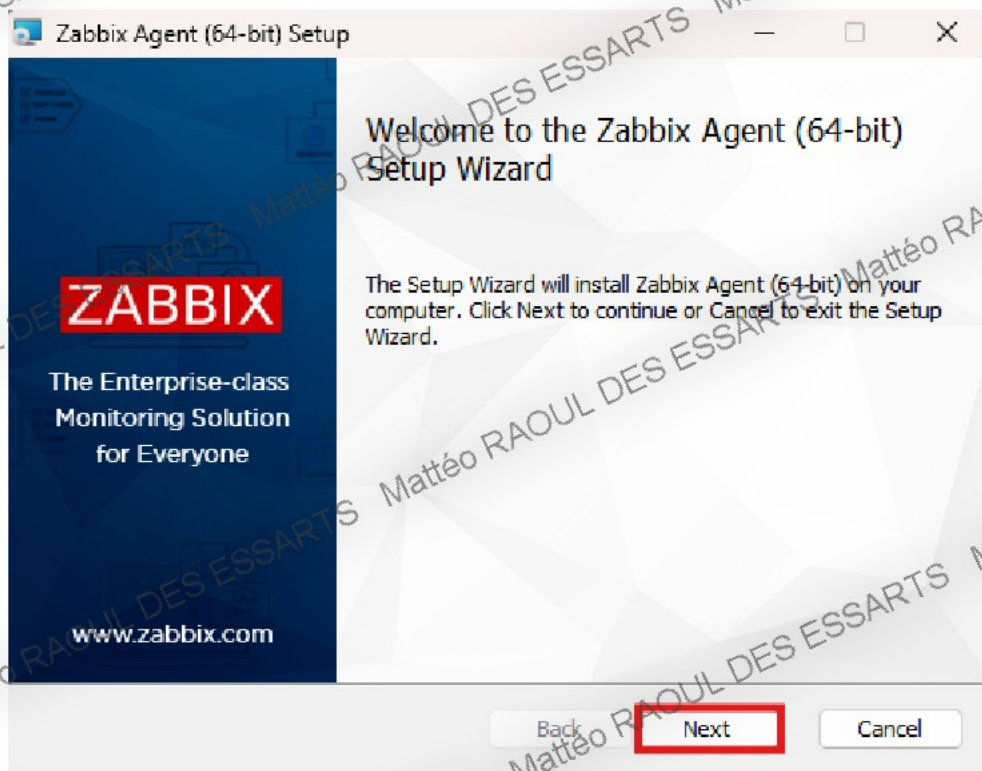 Zabbix Agent (64-bit) Setup
Welcome to the Zabbix Agent (64-bit)
Setup Wizard
The Setup Wizard will install Zabbix Agent (64-bit) on your
computer. Click Next to continue or Cancel to exit the Setup
Wizard.
ZABBIX
The Enterprise-class
Monitoring Solution
for Everyone
www.zabbix.com
Back
Next
Cancel
Mattéo RAOUL DES ESSARTS